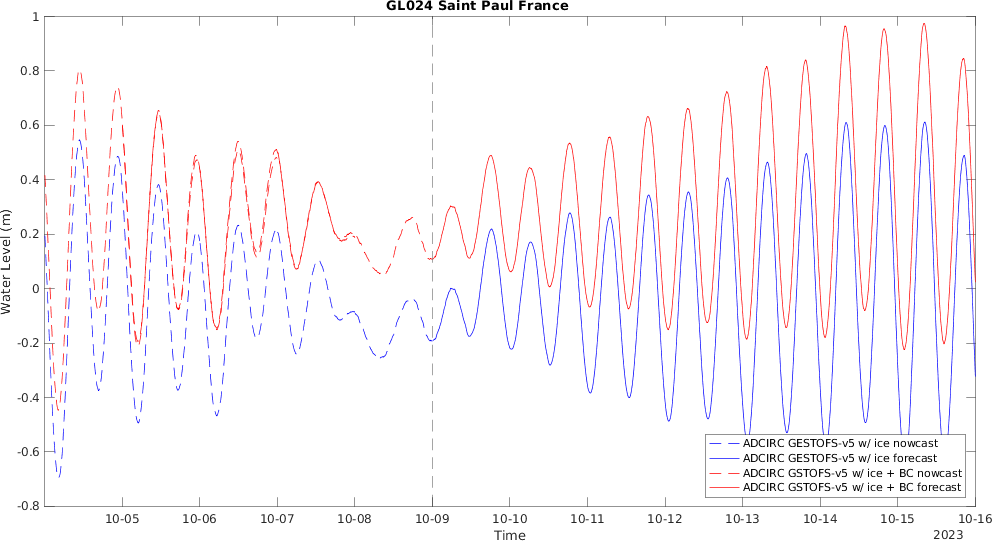 GL024 Saint Paul France
1
0.8
0.6
0.4
0.2
0
-0.2
-0.4
-0.6
-0.8
Water Level (m)
ADCIRC GESTOFS-v5 w/ ice nowcast
ADCIRC GESTOFS-v5 w/ ice forecast
ADCIRC GSTOFS-v5 w/ ice + BC nowcast
ADCIRC GSTOFS-v5 w/ ice + BC forecast
10-05 10-06 10-07 10-08 10-09 10-10 10-11 10-12 10-13 10-14 10-15 10-16
Time
2023